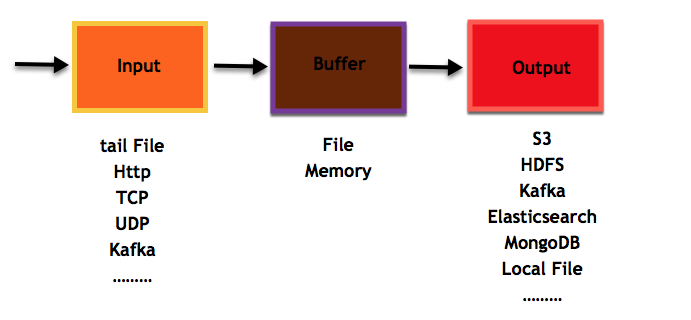 Input
Buffer
Output
tail File
Http
TCP
UDP
Kafka
.........
File
Memory
S3
HDFS
Kafka
Elasticsearch
MongoDB
Local File
.........